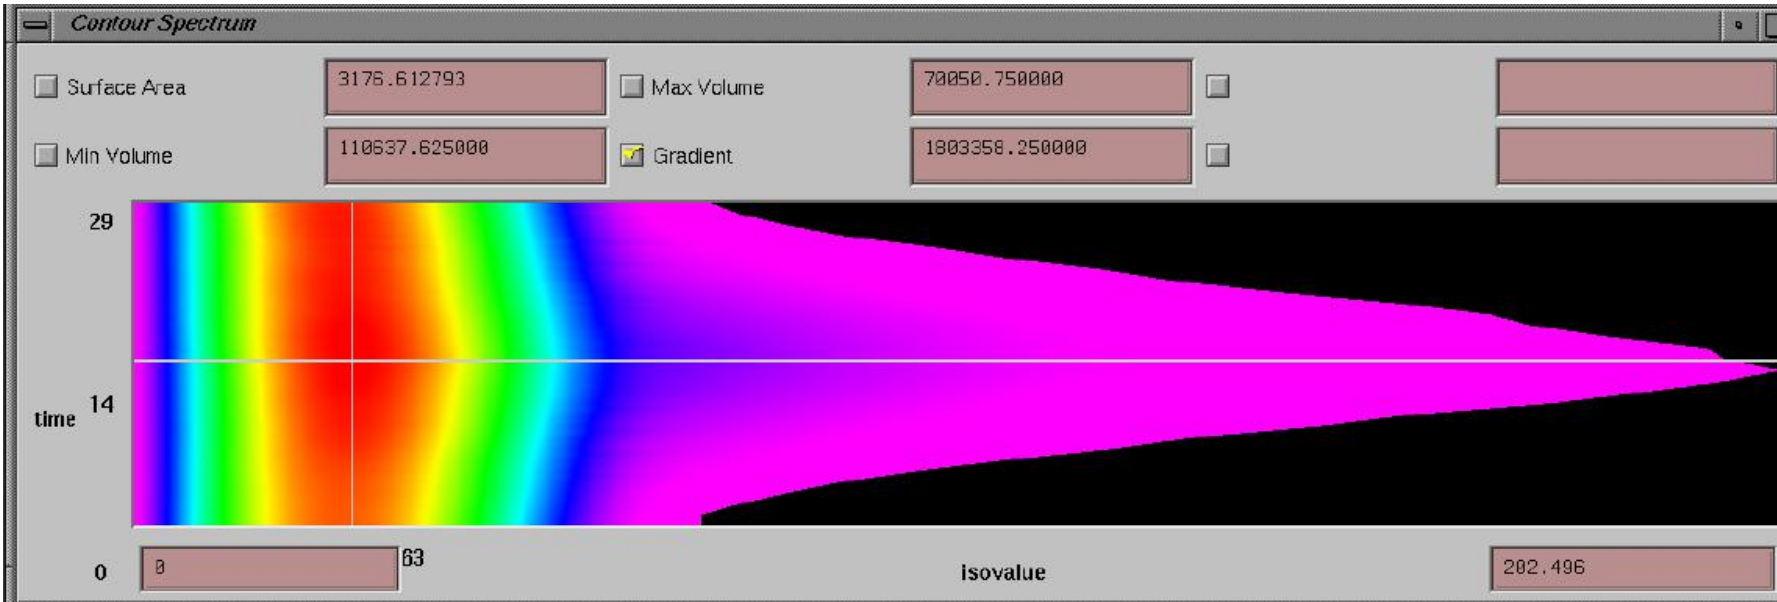 Contour Spectrum
Surface Area 3176.612793 Max Volume 70050.750000
Min Volume 110637.625000 Gradient 1803358.250000
29
14
time
0 0 63 isovalue 202.496